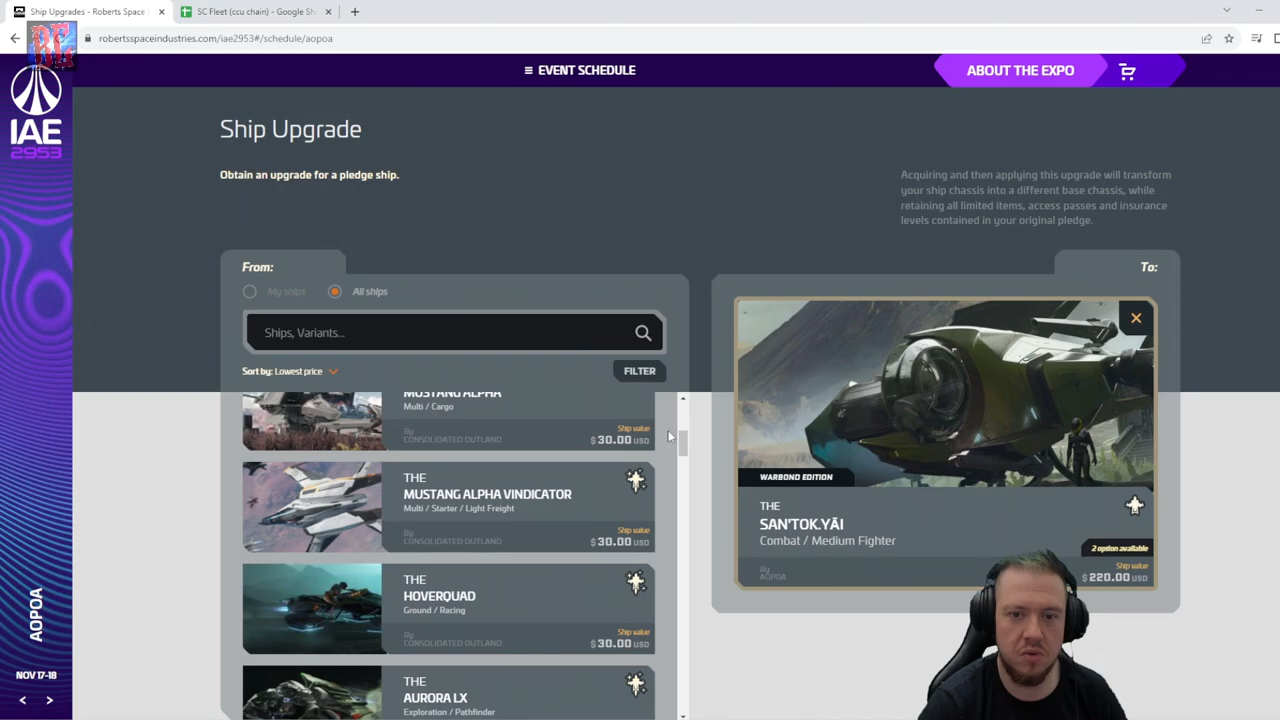 Ship Upgrades - Roberts Space
SC Fleet (ccu chain) - Google Sh
robertsspaceindustries.com/iae2953#/schedule/aopoa
EVENT SCHEDULE
ABOUT THE EXPO
IAE
2953
Ship Upgrade
Obtain an upgrade for a pledge ship.
Acquiring and then applying this upgrade will transform
your ship chassis into a different base chassis, while
retaining all limited items, access passes and insurance
levels contained in your original pledge.
From:
To:
My ships
All ships
Ships, Variants...
Sort by: Lowest price
FILTER
MUSTANG ALPHA
Multi / Cargo
By
CONSOLIDATED OUTLAND
Ship value
$ 30.00 USD
THE
MUSTANG ALPHA VINDICATOR
Multi / Starter / Light Freight
By
CONSOLIDATED OUTLAND
Ship value
$ 30.00 USD
THE
HOVERQUAD
Ground / Racing
By
CONSOLIDATED OUTLAND
Ship value
$ 30.00 USD
THE
AURORA LX
Exploration / Pathfinder
WARBOND EDITION
THE
SAN'TOK.YĀI
Combat / Medium Fighter
2 option available
By
AOPOA
Ship value
$ 220.00 USD
AOPOA
NOV 17-18